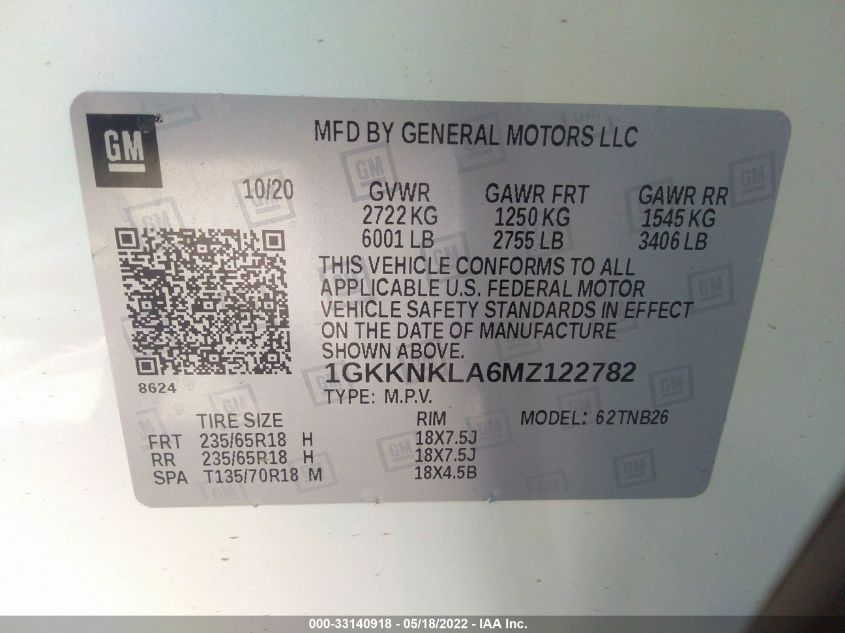 GM
MFD BY GENERAL MOTORS LLC
10/20
GVWR GAWR FRT GAWR RR
2722 KG 1250 KG 1545 KG
6001 LB 2755 LB 3406 LB
THIS VEHICLE CONFORMS TO ALL
APPLICABLE U.S. FEDERAL MOTOR
VEHICLE SAFETY STANDARDS IN EFFECT
ON THE DATE OF MANUFACTURE
SHOWN ABOVE.
8624
1GKKNKLA6MZ122782
TYPE: M.P.V.
TIRE SIZE RIM MODEL: 62TNB26
FRT 235/65R18 H 18X7.5J
RR 235/65R18 H 18X7.5J
SPA T135/70R18 M 18X4.5B
000-33140918 - 05/18/2022 - IAA Inc.